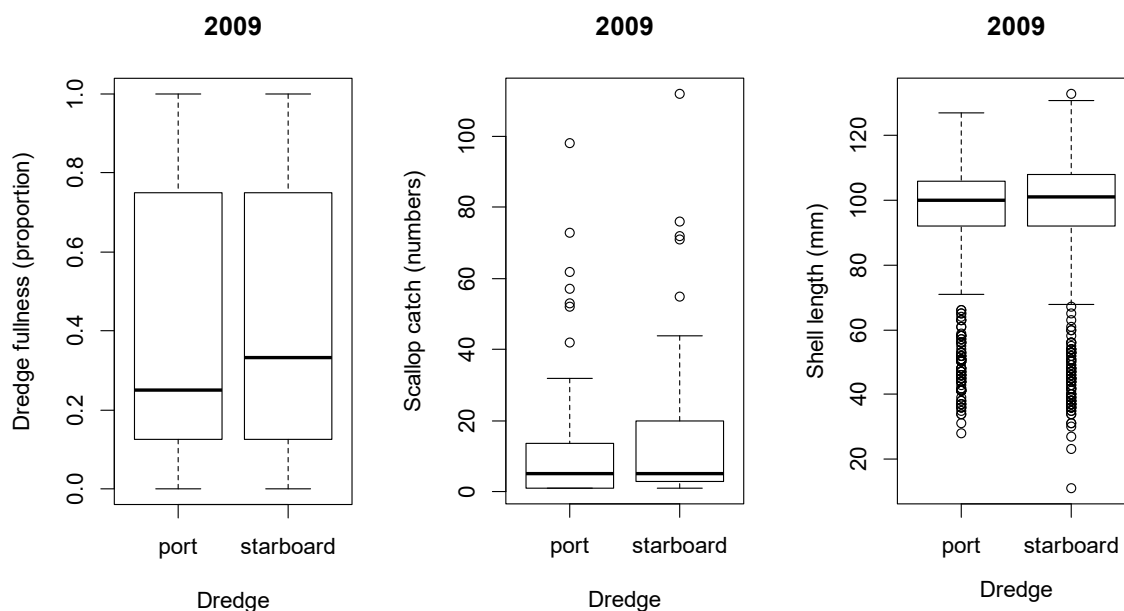 2009
Dredge fullness (proportion)
1.0
0.8
0.6
0.4
0.2
0.0
port starboard
Dredge
2009
Scallop catch (numbers)
100
80
60
40
20
0
port starboard
Dredge
2009
Shell length (mm)
120
100
80
60
40
20
port starboard
Dredge